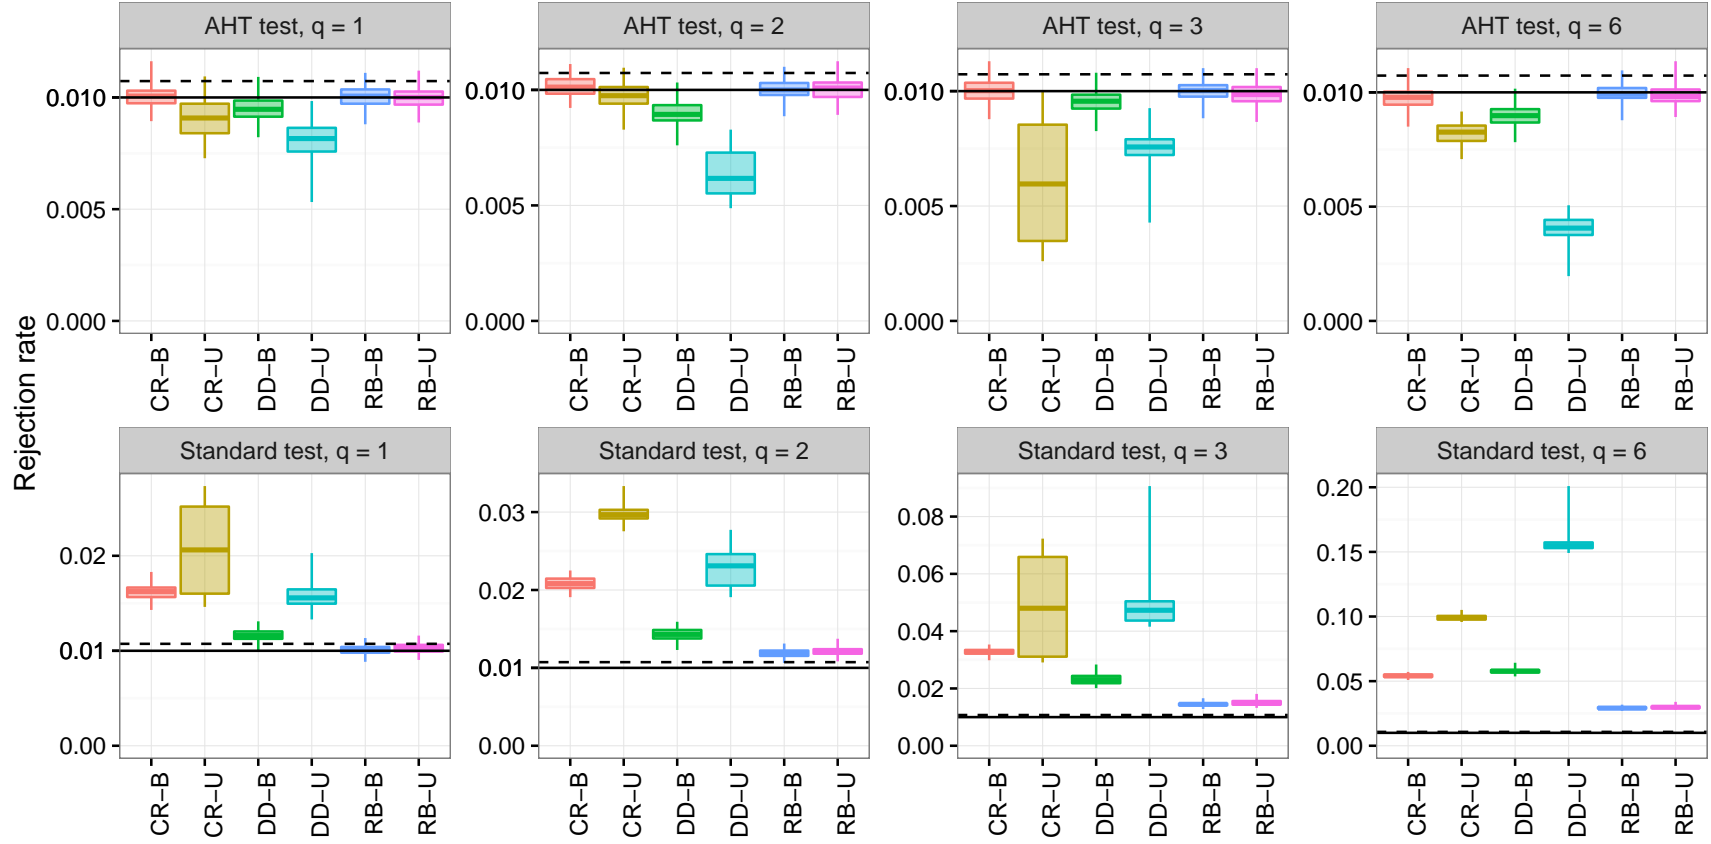 AHT test, q = 1
AHT test, q = 2
AHT test, q = 3
AHT test, q = 6
0.010
0.005
0.000
0.010
0.005
0.000
0.010
0.005
0.000
0.010
0.005
0.000
CR−B
CR−U
DD−B
DD−U
RB−B
RB−U
CR−B
CR−U
DD−B
DD−U
RB−B
RB−U
CR−B
CR−U
DD−B
DD−U
RB−B
RB−U
CR−B
CR−U
DD−B
DD−U
RB−B
RB−U
Rejection rate
Standard test, q = 1
Standard test, q = 2
Standard test, q = 3
Standard test, q = 6
0.02
0.01
0.00
0.03
0.02
0.01
0.00
0.08
0.06
0.04
0.02
0.00
0.20
0.15
0.10
0.05
0.00
CR−B
CR−U
DD−B
DD−U
RB−B
RB−U
CR−B
CR−U
DD−B
DD−U
RB−B
RB−U
CR−B
CR−U
DD−B
DD−U
RB−B
RB−U
CR−B
CR−U
DD−B
DD−U
RB−B
RB−U